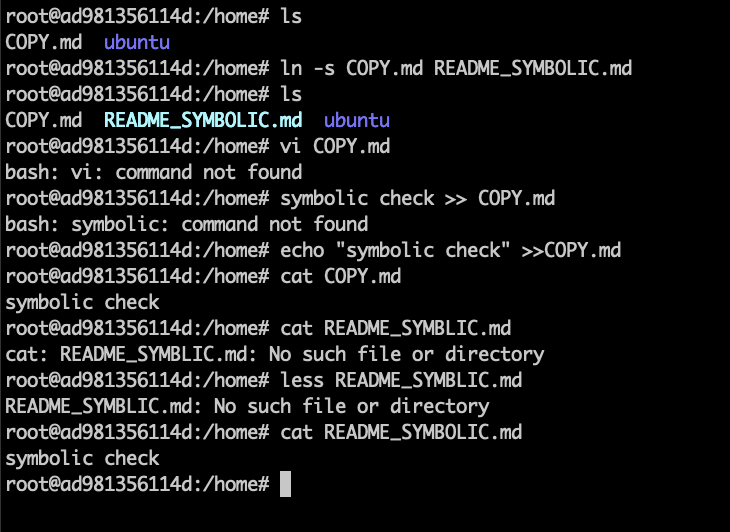 root@ad981356114d:/home# ls
COPY.md  ubuntu
root@ad981356114d:/home# ln -s COPY.md README_SYMBOLIC.md
root@ad981356114d:/home# ls
COPY.md  README_SYMBOLIC.md  ubuntu
root@ad981356114d:/home# vi COPY.md
bash: vi: command not found
root@ad981356114d:/home# symbolic check >> COPY.md
bash: symbolic: command not found
root@ad981356114d:/home# echo "symbolic check" >>COPY.md
root@ad981356114d:/home# cat COPY.md
symbolic check
root@ad981356114d:/home# cat README_SYMBLIC.md
cat: README_SYMBLIC.md: No such file or directory
root@ad981356114d:/home# less README_SYMBLIC.md
README_SYMBLIC.md: No such file or directory
root@ad981356114d:/home# cat README_SYMBOLIC.md
symbolic check
root@ad981356114d:/home#